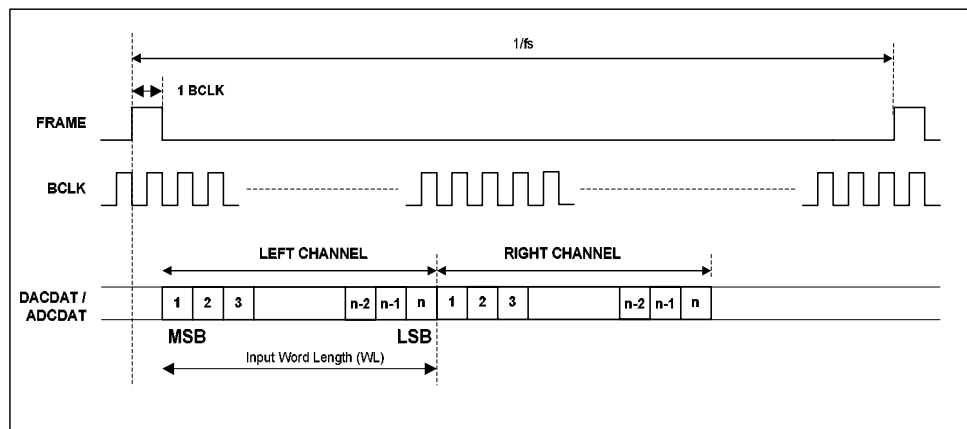 1/fs
1 BCLK
FRAME
BCLK
LEFT CHANNEL
RIGHT CHANNEL
DACDAT /
ADCDAT
1 2 3 n-2 n-1 n 1 2 3 n-2 n-1 n
MSB LSB
Input Word Length (WL)